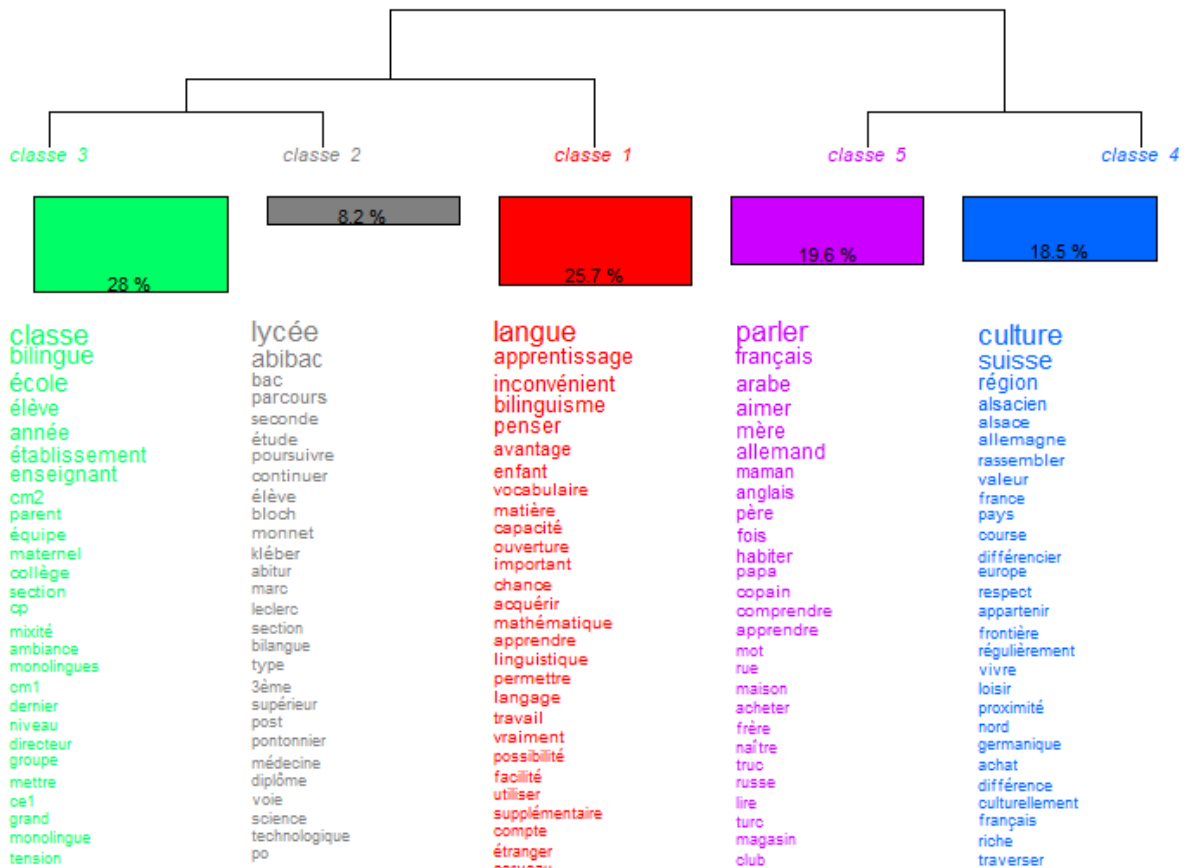 classe 3
classe 2
classe 1
classe 5
classe 4
28 %
8.2 %
25.7 %
19.6 %
18.5 %
classe
bilingue
école
élève
année
établissement
enseignant
cm2
parent
équipe
maternel
collège
section
cp
mixité
ambiance
monolingues
cm1
dernier
niveau
directeur
groupe
mettre
ce1
grand
monolingue
tension
lycée
abibac
bac
parcours
seconde
étude
poursuivre
continuer
élève
bloch
monnet
kléber
abitur
marc
leclerc
section
bilangue
type
3ème
supérieur
post
pontonnier
médecine
diplôme
voie
science
technologique
po
langue
apprentissage
inconvénient
bilinguisme
penser
avantage
enfant
vocabulaire
matière
capacité
ouverture
important
chance
acquérir
mathématique
apprendre
linguistique
permettre
langage
travail
vraiment
possibilité
facilité
utiliser
supplémentaire
compte
étranger
parler
français
arabe
aimer
mère
allemand
maman
anglais
père
fois
habiter
papa
copain
comprendre
apprendre
mot
rue
maison
acheter
frère
naître
truc
russe
lire
turc
magasin
club
culture
suisse
région
alsacien
alsace
allemagne
rassembler
valeur
france
pays
course
différencier
europe
respect
appartenir
frontière
régulièrement
vivre
loisir
proximité
nord
germanique
achat
différence
culturellement
français
riche
traverser